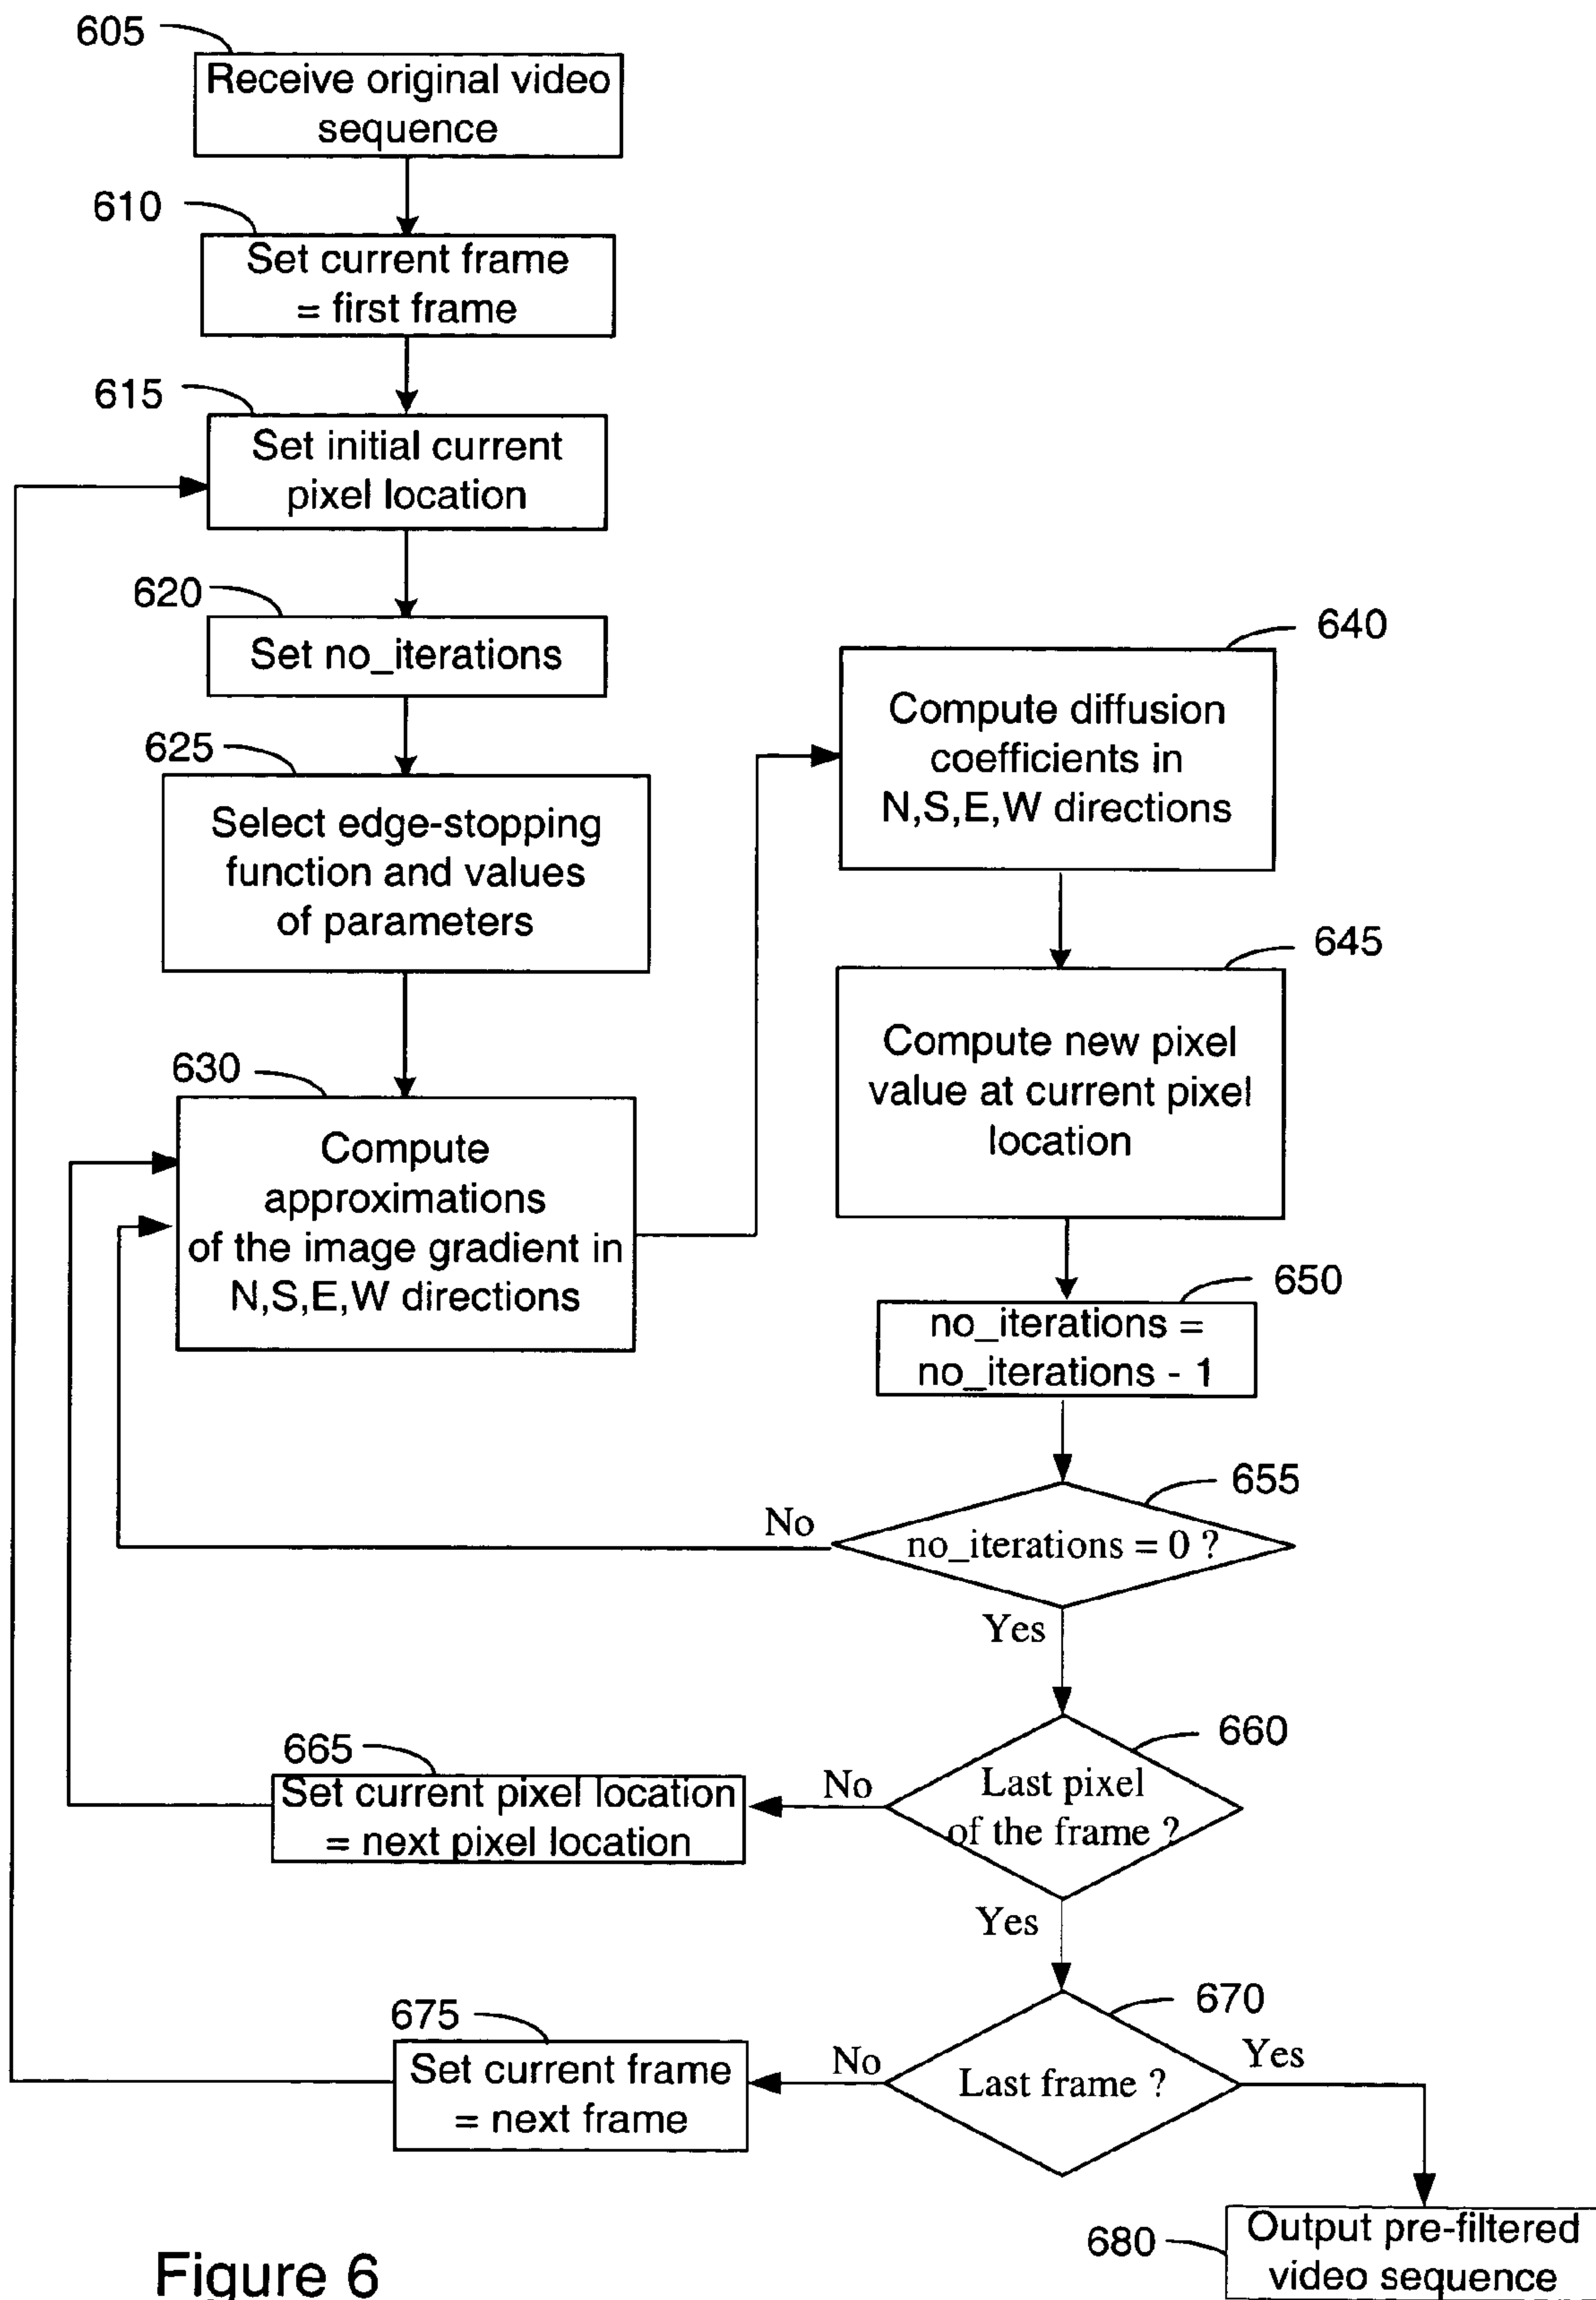 605
Receive original video
sequence
610
Set current frame
= first frame
615
Set initial current
pixel location
620
Set no_iterations
625
Select edge-stopping
function and values
of parameters
630
Compute
approximations
of the image gradient in
N,S,E,W directions
640
Compute diffusion
coefficients in
N,S,E,W directions
645
Compute new pixel
value at current pixel
location
650
no_iterations =
no_iterations - 1
655
no_iterations = 0 ?
No
Yes
660
Last pixel
of the frame ?
No
665
Set current pixel location
= next pixel location
Yes
670
Last frame ?
No
Yes
675
Set current frame
= next frame
680
Output pre-filtered
video sequence
Figure 6